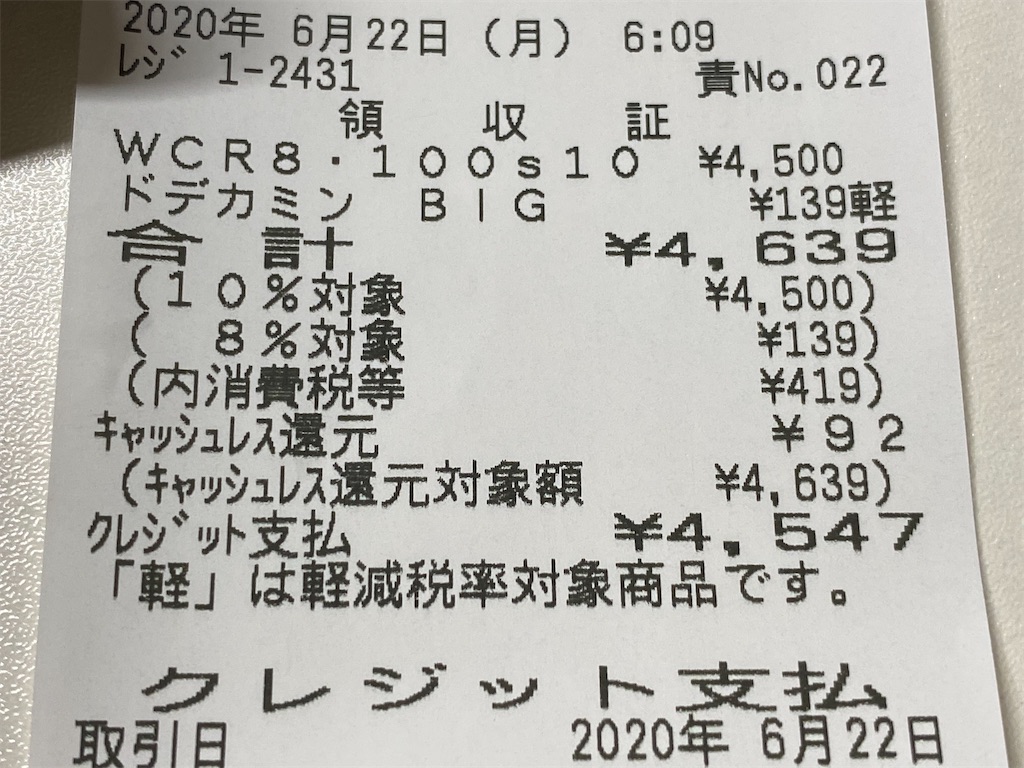 2020年 6月22日（月） 6:09
レジ 1-2431 責No.022
領 収 証
WCR8・100s10 ¥4,500
ドデカミン BIG ¥139軽
合 計 ¥4,639
(10%対象 ¥4,500)
( 8%対象 ¥139)
(内消費税等 ¥419)
キャッシュレス還元 ¥92
(キャッシュレス還元対象額 ¥4,639)
クレジット支払 ¥4,547
「軽」は軽減税率対象商品です。
クレジット支払
取引日 2020年 6月22日